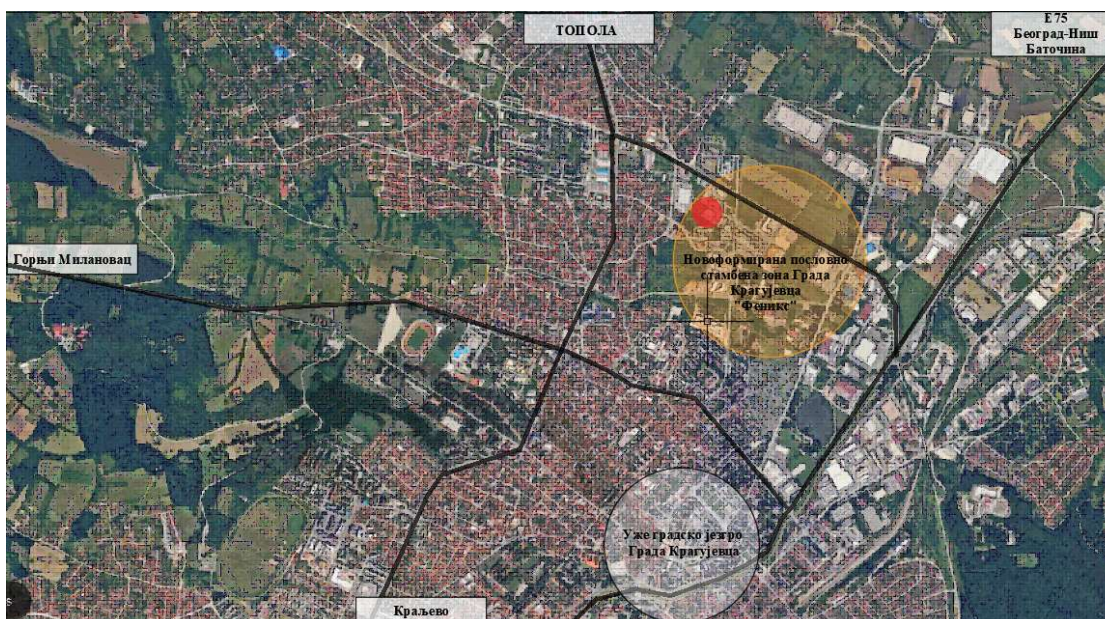 ТОПОЛА
Е75
Београд-Ниш
Баточина
Горњи Милановац
Новоформирана пословно
стамбена зона Града
Крагујевца
"Феникс"
Уже градско језгро
Града Крагујевца
Краљево